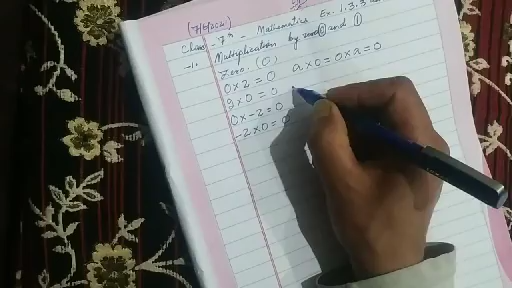 Class - 7th - Mathematics Ex. 1.3.3
Multiplication by 0 and 1
Zero. (0)
0 x 2 = 0 a x 0 = 0 x a = 0
9 x 0 = 0
0 x -2 = 0
-2 x 0 = 0